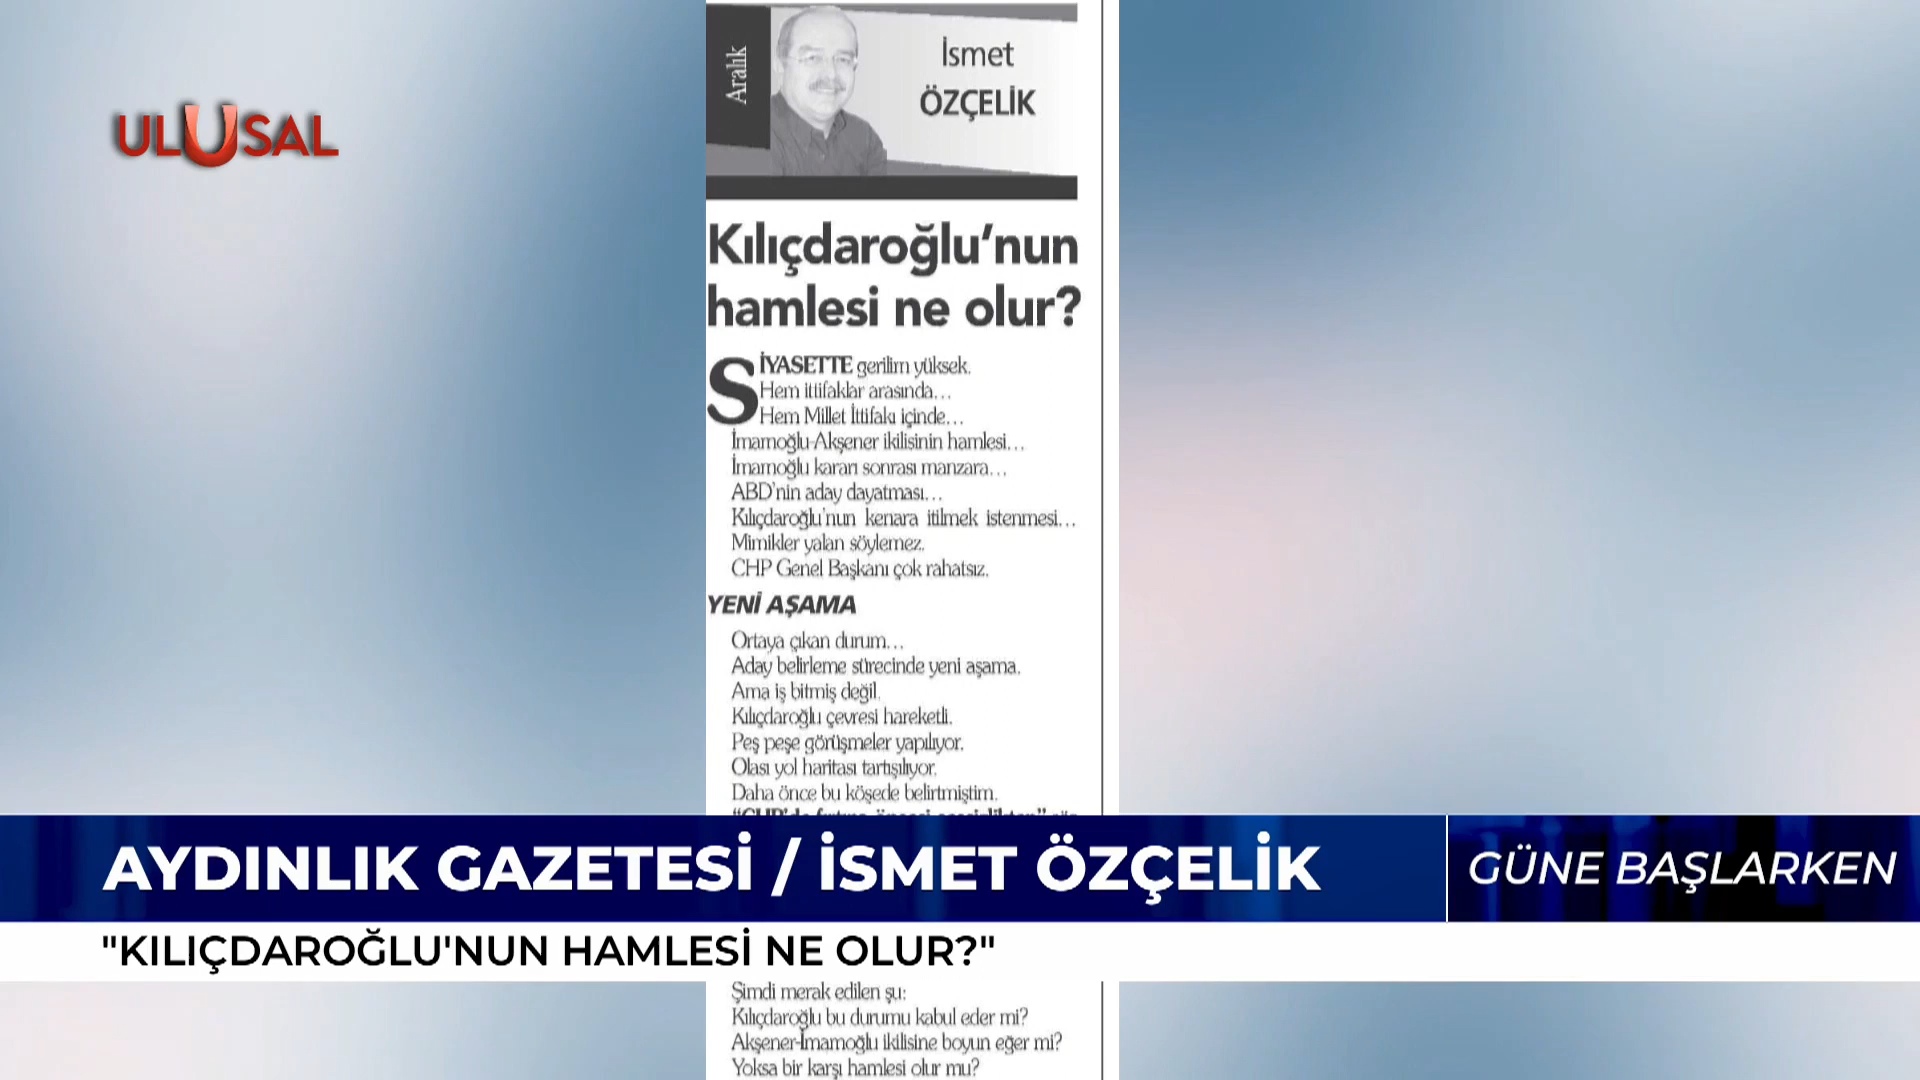 ULUSAL
Aralık
İsmet
ÖZÇELİK
Kılıçdaroğlu’nun
hamlesi ne olur?
SİYASETTE gerilim yüksek.
Hem ittifaklar arasında…
Hem Millet İttifakı içinde…
İmamoğlu-Akşener ikilisinin hamlesi…
İmamoğlu kararı sonrası manzara…
ABD’nin aday dayatması…
Kılıçdaroğlu’nun kenara itilmek istenmesi…
Mimikler yalan söylemez.
CHP Genel Başkanı çok rahatsız.
YENİ AŞAMA
Ortaya çıkan durum…
Aday belirleme sürecinde yeni aşama.
Ama iş bitmiş değil.
Kılıçdaroğlu çevresi hareketli.
Peş peşe görüşmeler yapılıyor.
Olası yol haritası tartışılıyor.
Daha önce bu köşede belirtmiştim.
AYDINLIK GAZETESİ / İSMET ÖZÇELİK
GÜNE BAŞLARKEN
"KILIÇDAROĞLU'NUN HAMLESİ NE OLUR?"
Şimdi merak edilen şu:
Kılıçdaroğlu bu durumu kabul eder mi?
Akşener-İmamoğlu ikilisine boyun eğer mi?
Yoksa bir karşı hamlesi olur mu?